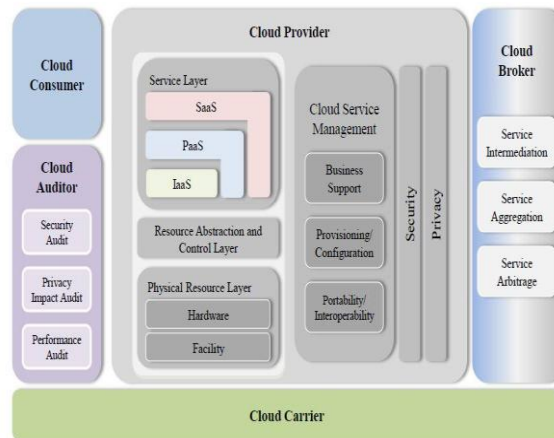 Cloud
Consumer
Cloud
Auditor
Security
Audit
Privacy
Impact Audit
Performance
Audit
Cloud Provider
Service Layer
SaaS
PaaS
IaaS
Resource Abstraction and
Control Layer
Physical Resource Layer
Hardware
Facility
Cloud Service
Management
Business
Support
Provisioning/
Configuration
Portability/
Interoperability
Security
Privacy
Cloud
Broker
Service
Intermediation
Service
Aggregation
Service
Arbitrage
Cloud Carrier